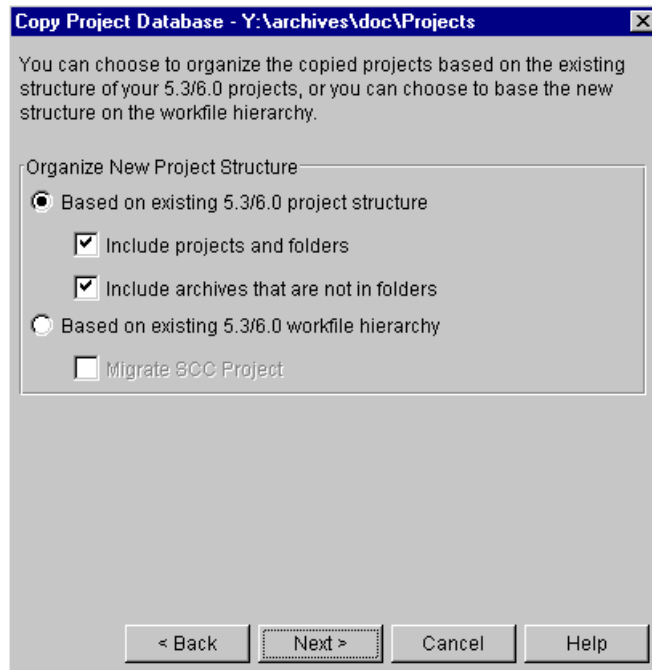 Copy Project Database - Y:\archives\doc\Projects
You can choose to organize the copied projects based on the existing
structure of your 5.3/6.0 projects, or you can choose to base the new
structure on the workfile hierarchy.
Organize New Project Structure
Based on existing 5.3/6.0 project structure
Include projects and folders
Include archives that are not in folders
Based on existing 5.3/6.0 workfile hierarchy
Migrate SCC Project
< Back Next > Cancel Help